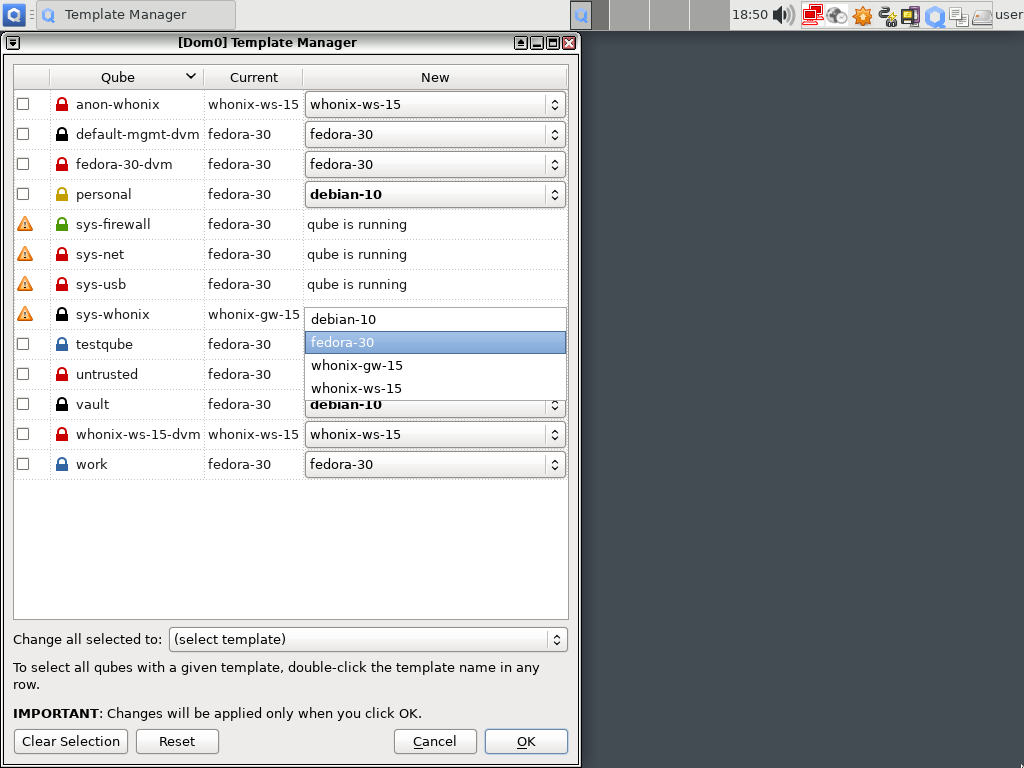 Template Manager
18:50
user
[Dom0] Template Manager
Qube Current New
anon-whonix whonix-ws-15 whonix-ws-15
default-mgmt-dvm fedora-30 fedora-30
fedora-30-dvm fedora-30 fedora-30
personal fedora-30 debian-10
sys-firewall fedora-30 qube is running
sys-net fedora-30 qube is running
sys-usb fedora-30 qube is running
sys-whonix whonix-gw-15
debian-10
testqube fedora-30 fedora-30
untrusted fedora-30 whonix-gw-15
whonix-ws-15
vault fedora-30 debian-10
whonix-ws-15-dvm whonix-ws-15 whonix-ws-15
work fedora-30 fedora-30
Change all selected to: (select template)
To select all qubes with a given template, double-click the template name in any
row.
IMPORTANT: Changes will be applied only when you click OK.
Clear Selection Reset Cancel OK